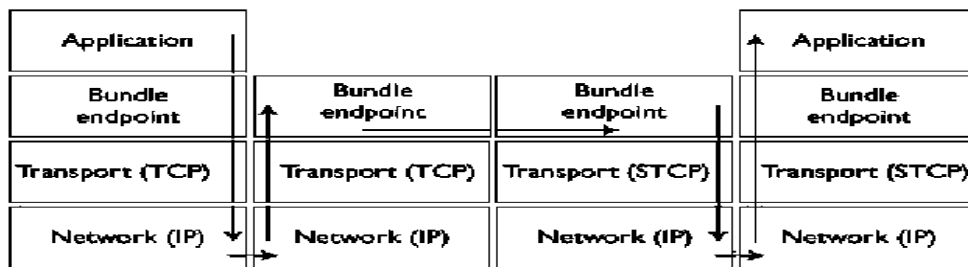 Application
Application
Bundle
endpoint
Bundle
endpoint
Bundle
endpoint
Bundle
endpoint
Transport (TCP)
Transport (TCP)
Transport (STCP)
Transport (STCP)
Network (IP)
Network (IP)
Network (IP)
Network (IP)